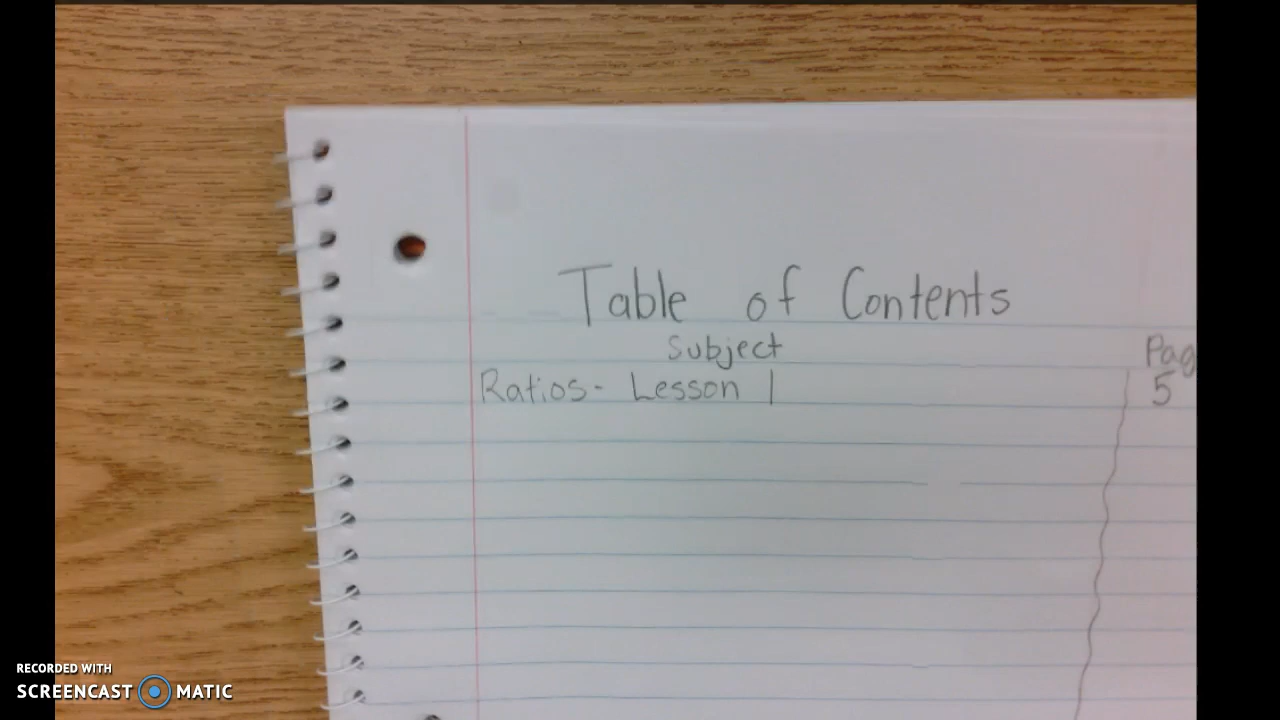 Table of Contents
Subject Pag
Ratios- Lesson 1 5
RECORDED WITH
SCREENCAST MATIC